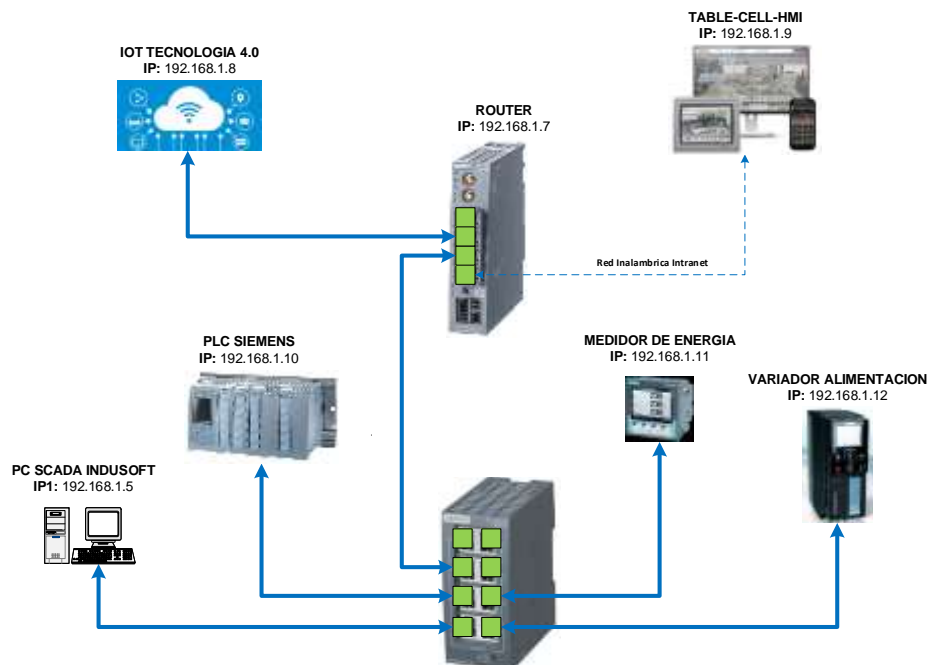 TABLE-CELL-HMI
IP: 192.168.1.9
IOT TECNOLOGIA 4.0
IP: 192.168.1.8
ROUTER
IP: 192.168.1.7
Red Inalambrica Intranet
PLC SIEMENS
IP: 192.168.1.10
MEDIDOR DE ENERGIA
IP: 192.168.1.11
VARIADOR ALIMENTACION
IP: 192.168.1.12
PC SCADA INDUSOFT
IP1: 192.168.1.5